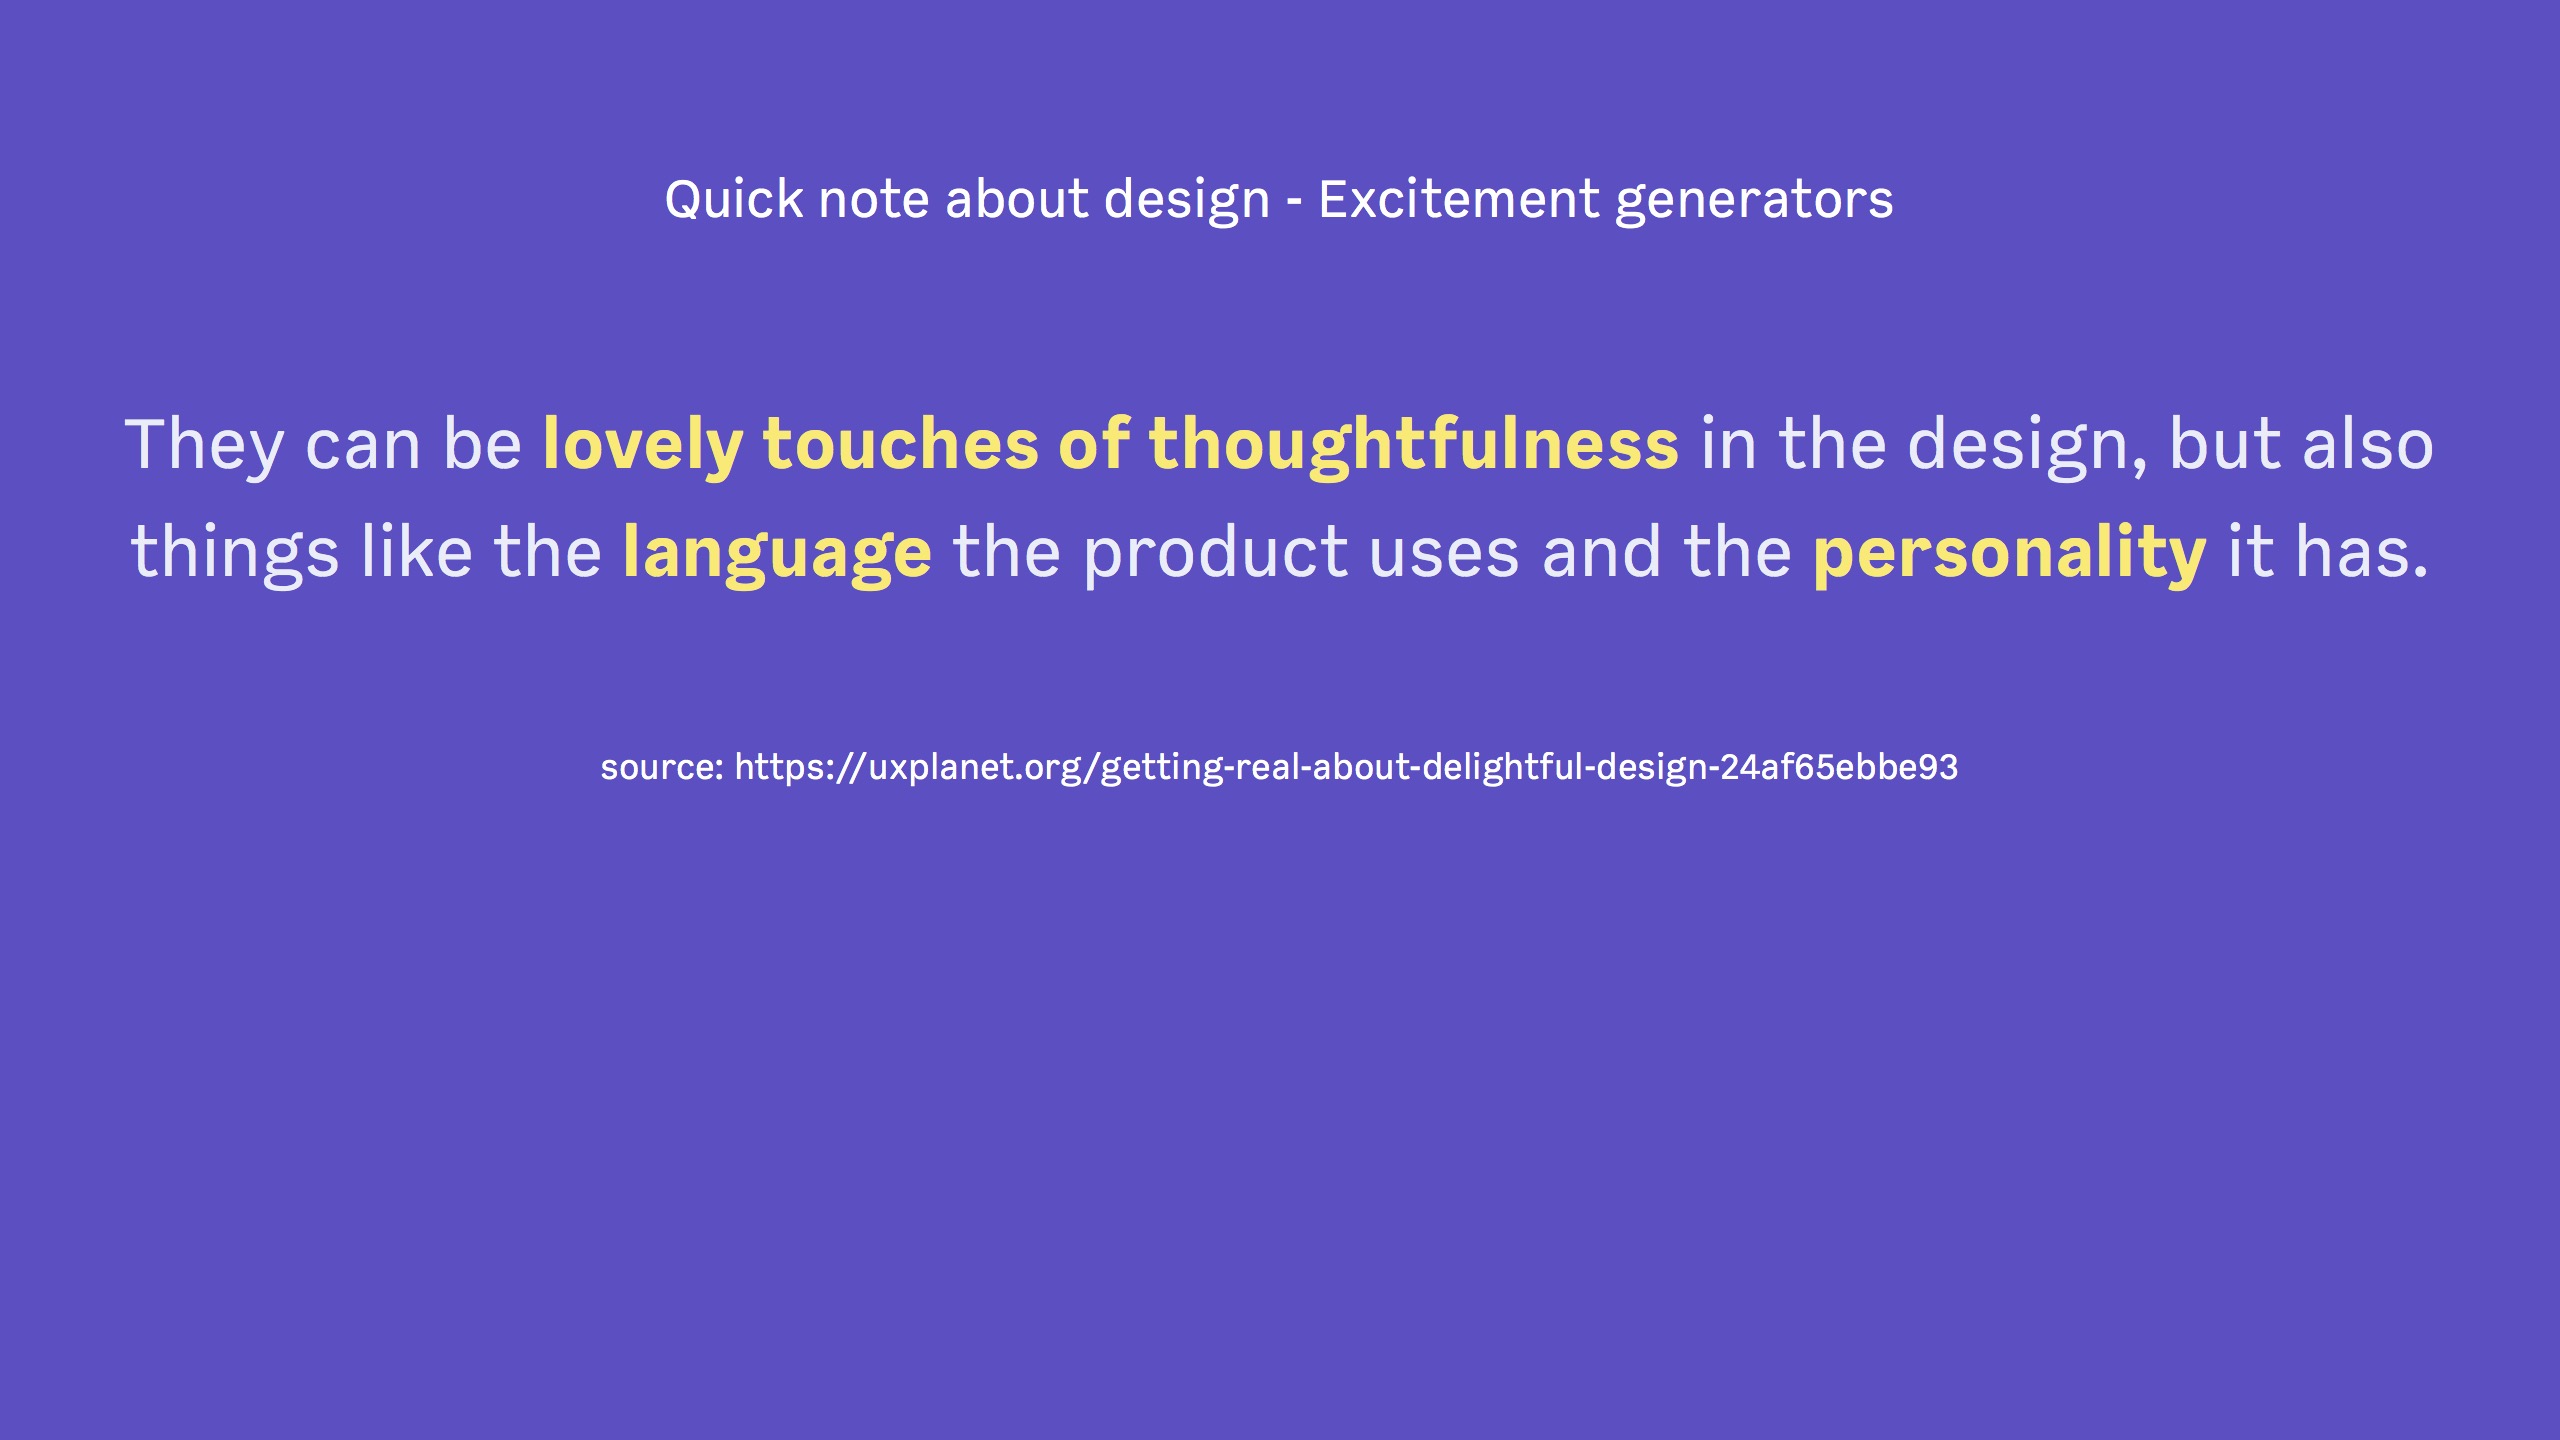 Quick note about design - Excitement generators
They can be lovely touches of thoughtfulness in the design, but also
things like the language the product uses and the personality it has.
source: https://uxplanet.org/getting-real-about-delightful-design-24af65ebbe93